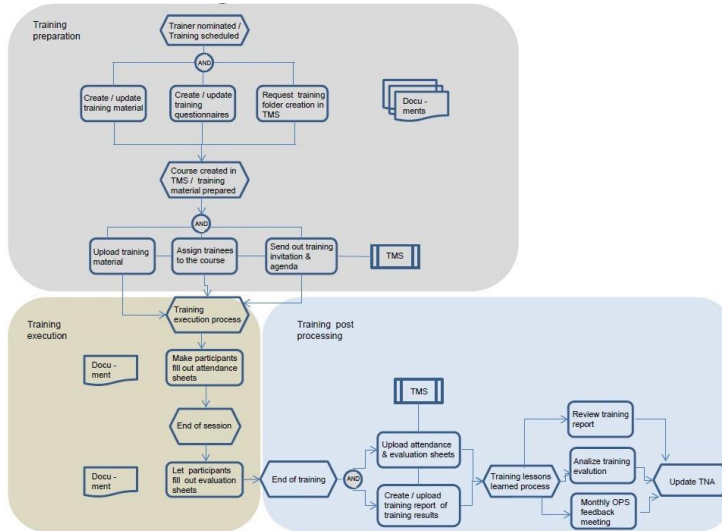 Training
preparation
Trainer nominated /
Training scheduled
AND
Create / update
training material
Create / update
training
questionnaires
Request training
folder creation in
TMS
Docu -
ments
Course created in
TMS / training
material prepared
AND
Upload training
material
Assign trainees
to the course
Send out training
invitation &
agenda
TMS
Training
execution
Training
execution process
Docu -
ment
Make participants
fill out attendance
sheets
End of session
Docu -
ment
Let participants
fill out evaluation
sheets
Training post
processing
TMS
End of training
AND
Upload attendance
& evaluation sheets
Create / upload
training report of
training results
Training lessons
learned process
Review training
report
Analize training
evalution
Monthly OPS
feedback
meeting
Update TNA